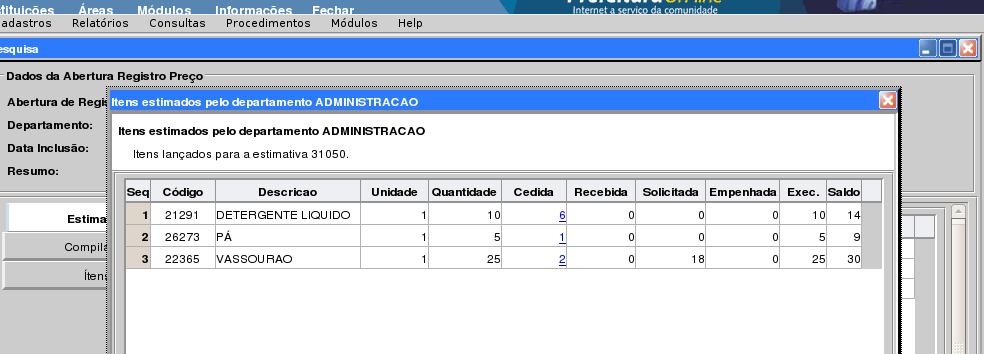 stituições Áreas Módulos Informações Fechar
Internet a serviço da comunidade
adastros Relatórios Consultas Procedimentos Módulos Help
esquisa
Dados da Abertura Registro Preço
Abertura de Regis
Departamento:
Data Inclusão:
Resumo:
Itens estimados pelo departamento ADMINISTRACAO
Itens estimados pelo departamento ADMINISTRACAO
Itens lançados para a estimativa 31050.
Seq Código Descricao Unidade Quantidade Cedida Recebida Solicitada Empenhada Exec. Saldo
1 21291 DETERGENTE LIQUIDO 1 10 6 0 0 0 10 14
2 26273 PÁ 1 5 1 0 0 0 5 9
3 22365 VASSOURAO 1 25 2 0 18 0 25 30
Estima
Compila
Ítens